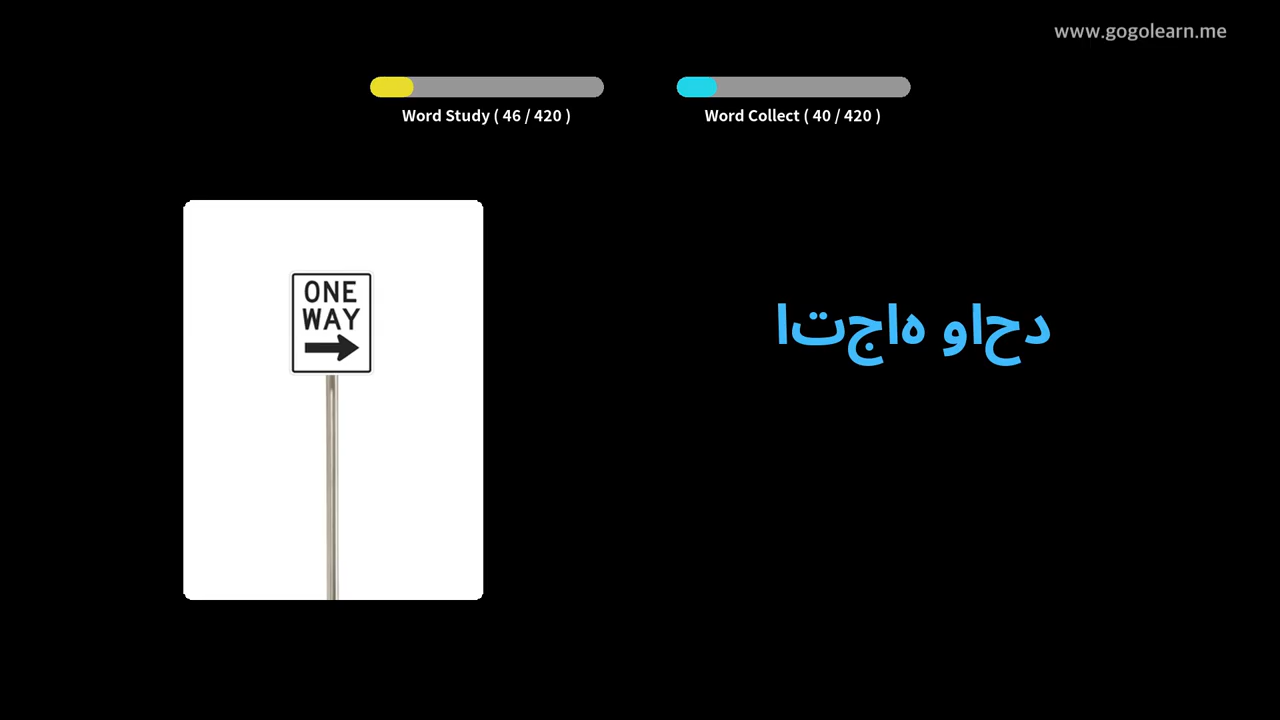 www.gogolearn.me
Word Study ( 46 / 420 )
Word Collect ( 40 / 420 )
ONE
WAY
دحاو هاجتا